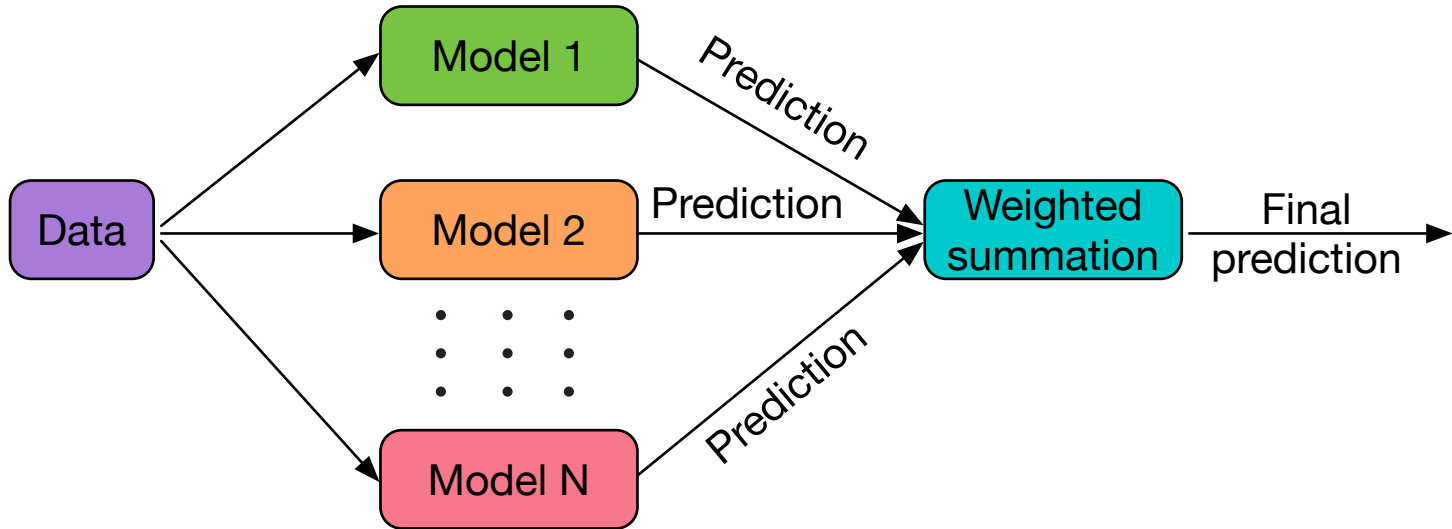 Model 1
Prediction
Data
Model 2
Prediction
Weighted
summation
Final
prediction
Prediction
Model N